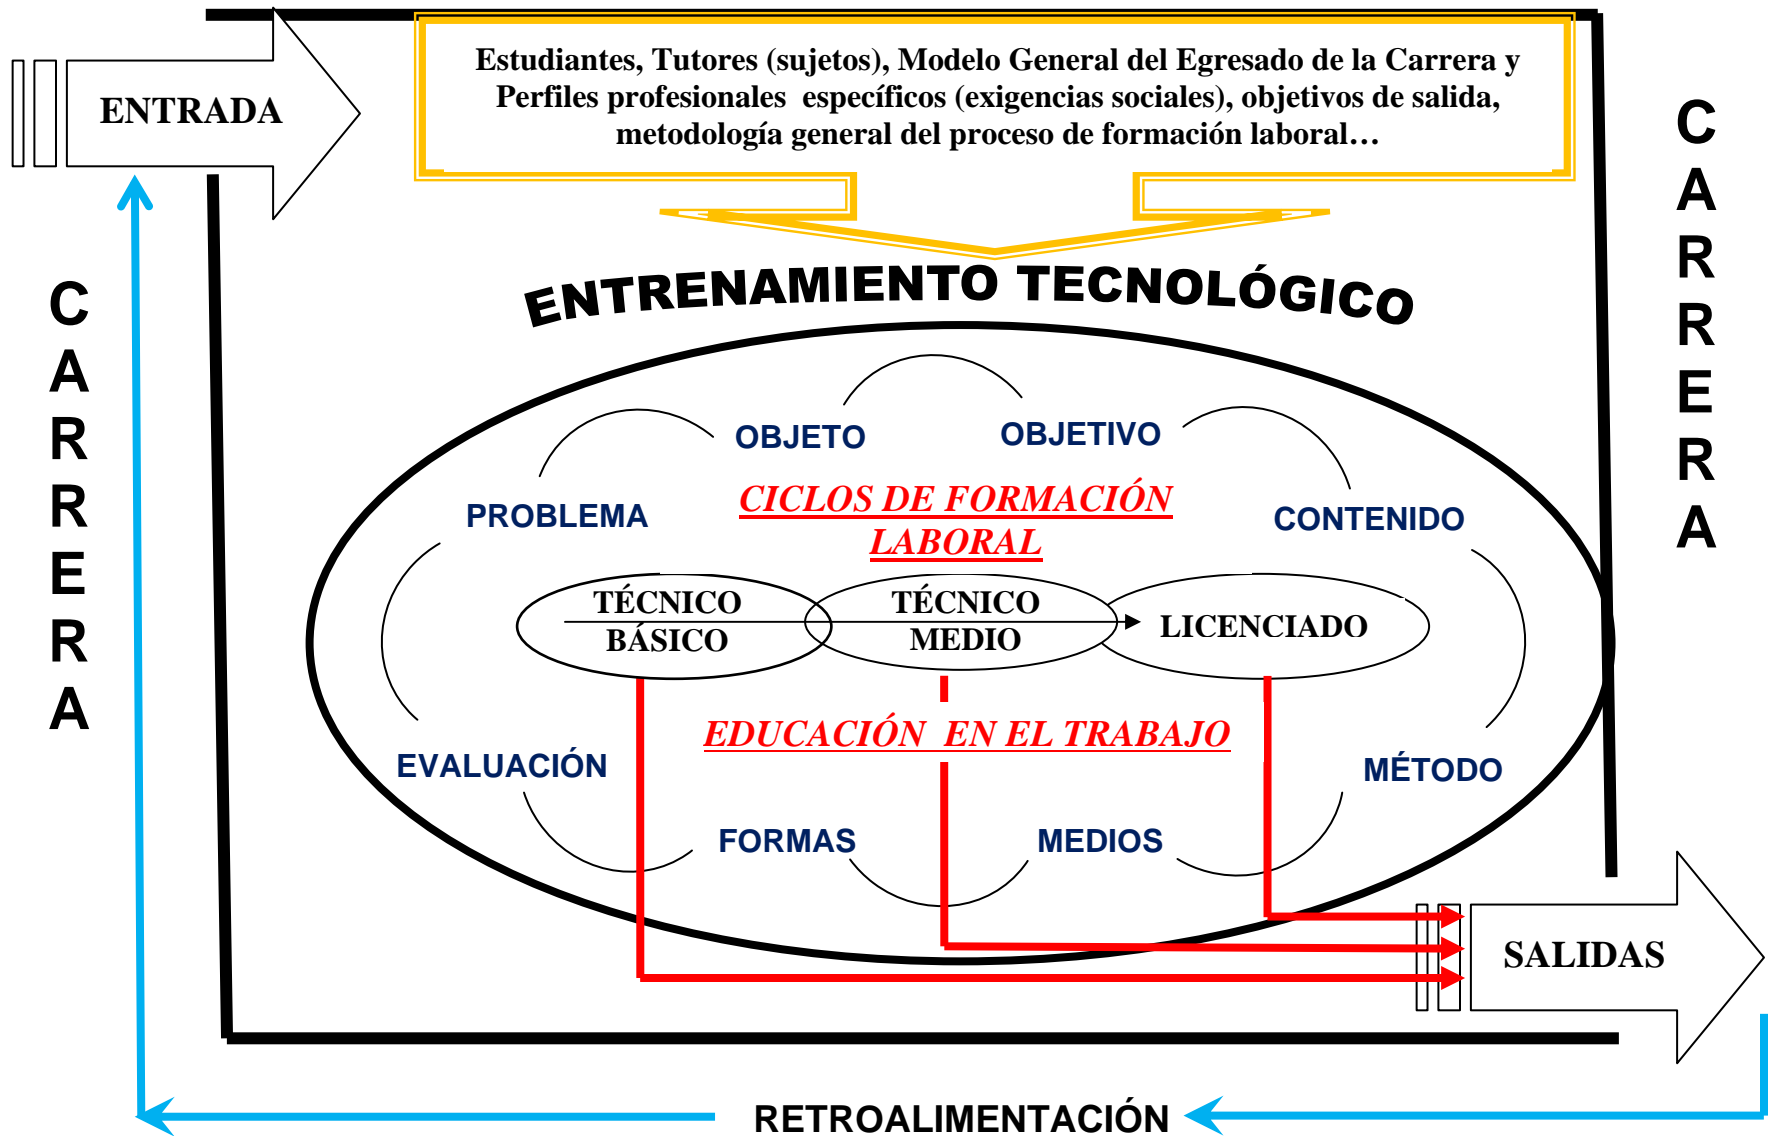 ENTRADA
Estudiantes, Tutores (sujetos), Modelo General del Egresado de la Carrera y
Perfiles profesionales específicos (exigencias sociales), objetivos de salida,
metodología general del proceso de formación laboral…
CARRERA
CARRERA
ENTRENAMIENTO TECNOLÓGICO
OBJETO
OBJETIVO
PROBLEMA
CONTENIDO
CICLOS DE FORMACIÓN
LABORAL
TÉCNICO
BÁSICO
TÉCNICO
MEDIO
LICENCIADO
EDUCACIÓN EN EL TRABAJO
EVALUACIÓN
MÉTODO
FORMAS
MEDIOS
SALIDAS
RETROALIMENTACIÓN